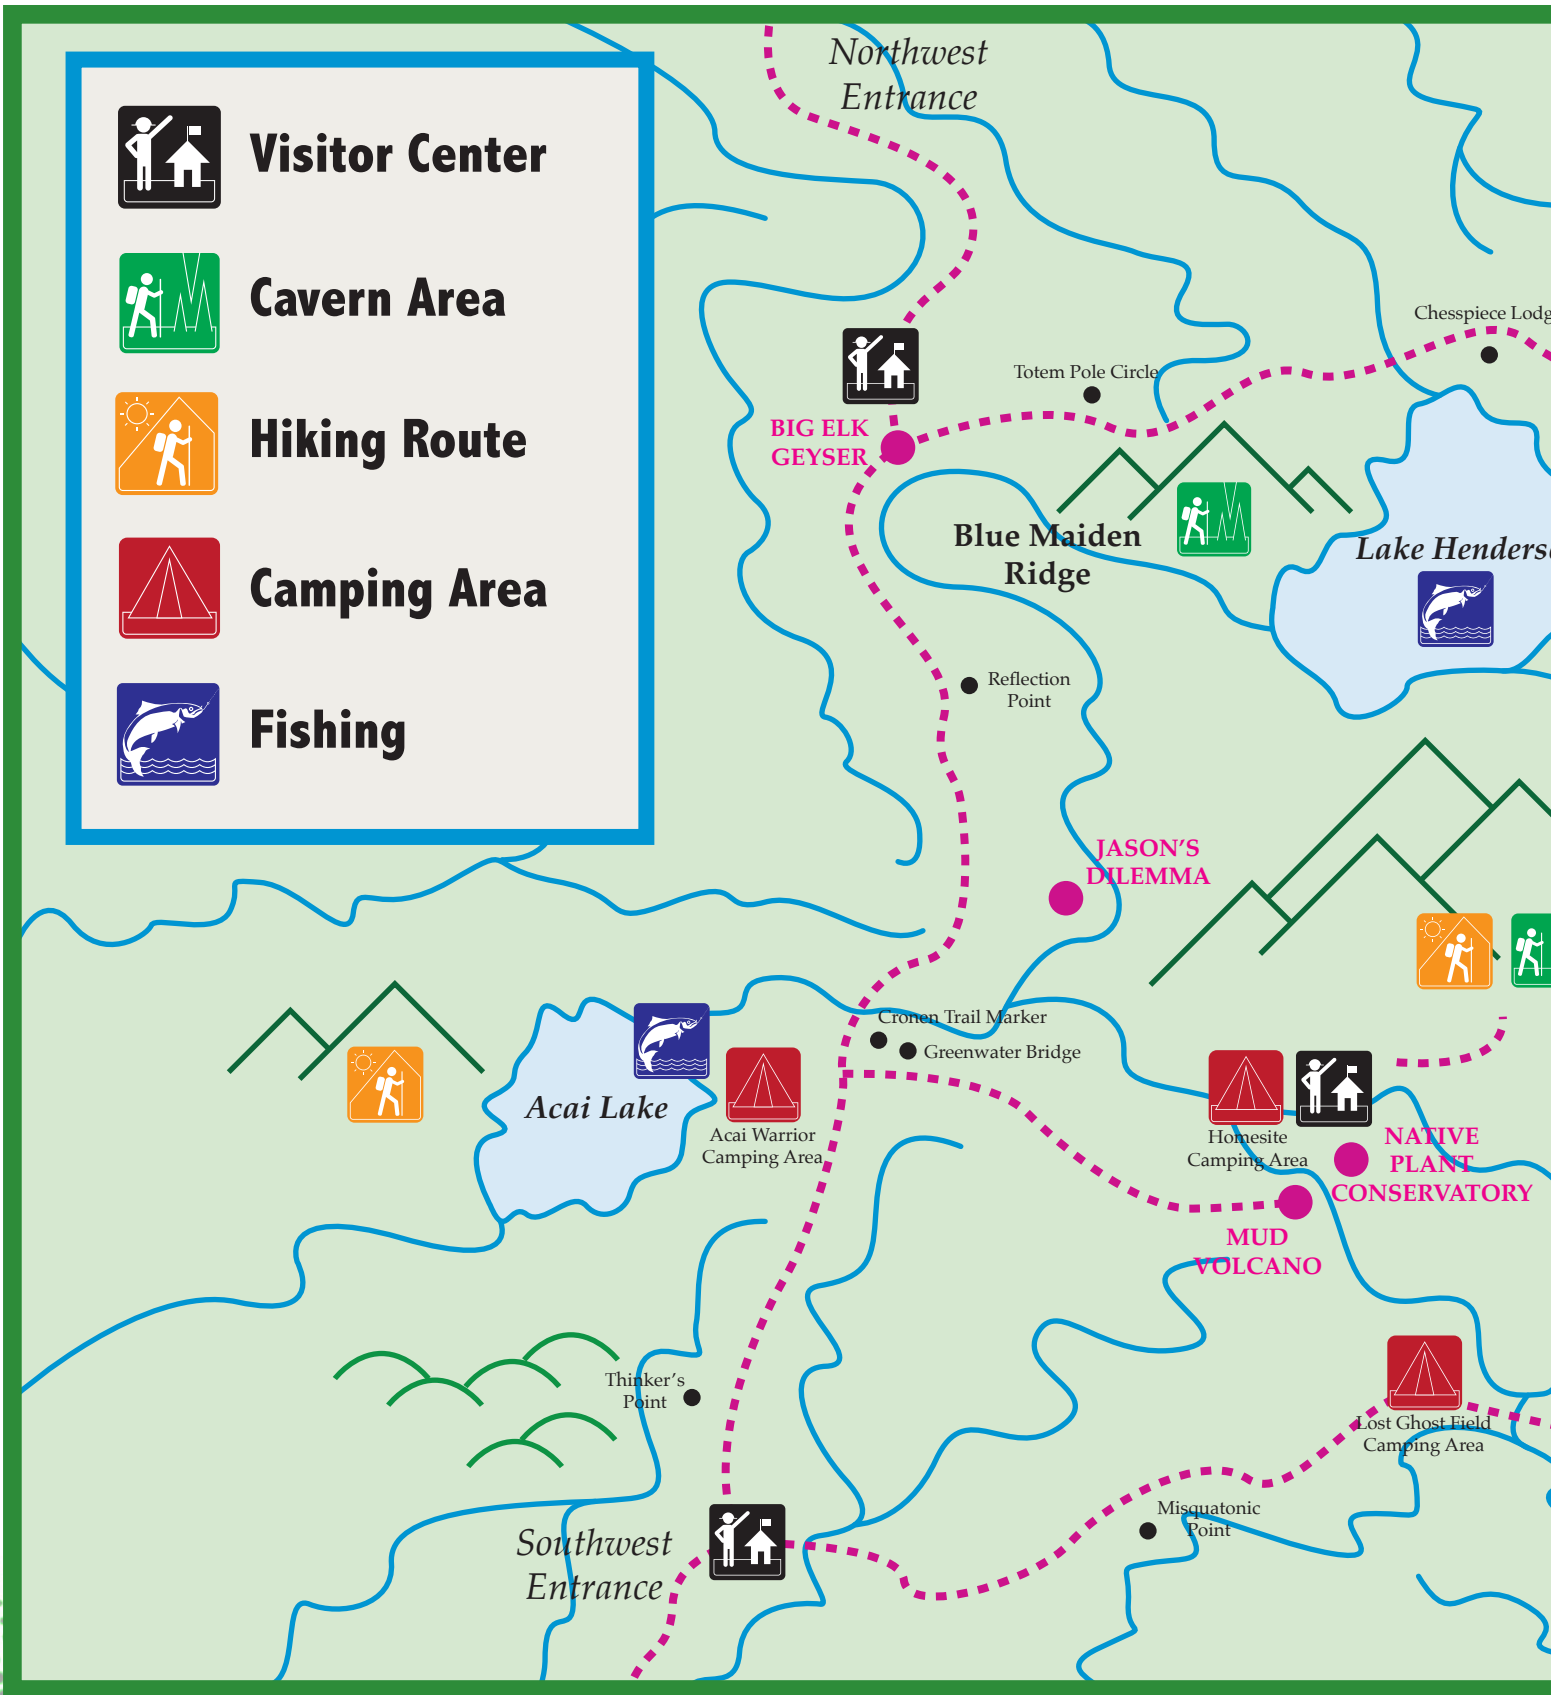 Northwest
Entrance
Visitor Center
Cavern Area
Hiking Route
Camping Area
Fishing
Chesspiece Lodg
Totem Pole Circle
BIG ELK
GEYSER
Blue Maiden
Ridge
Lake Henders
Reflection
Point
JASON’S
DILEMMA
Cronen Trail Marker
Greenwater Bridge
Acai Lake
Acai Warrior
Camping Area
Homesite
Camping Area
NATIVE
PLANT
CONSERVATORY
MUD
VOLCANO
Thinker’s
Point
Lost Ghost Field
Camping Area
Misquatonic
Point
Southwest
Entrance